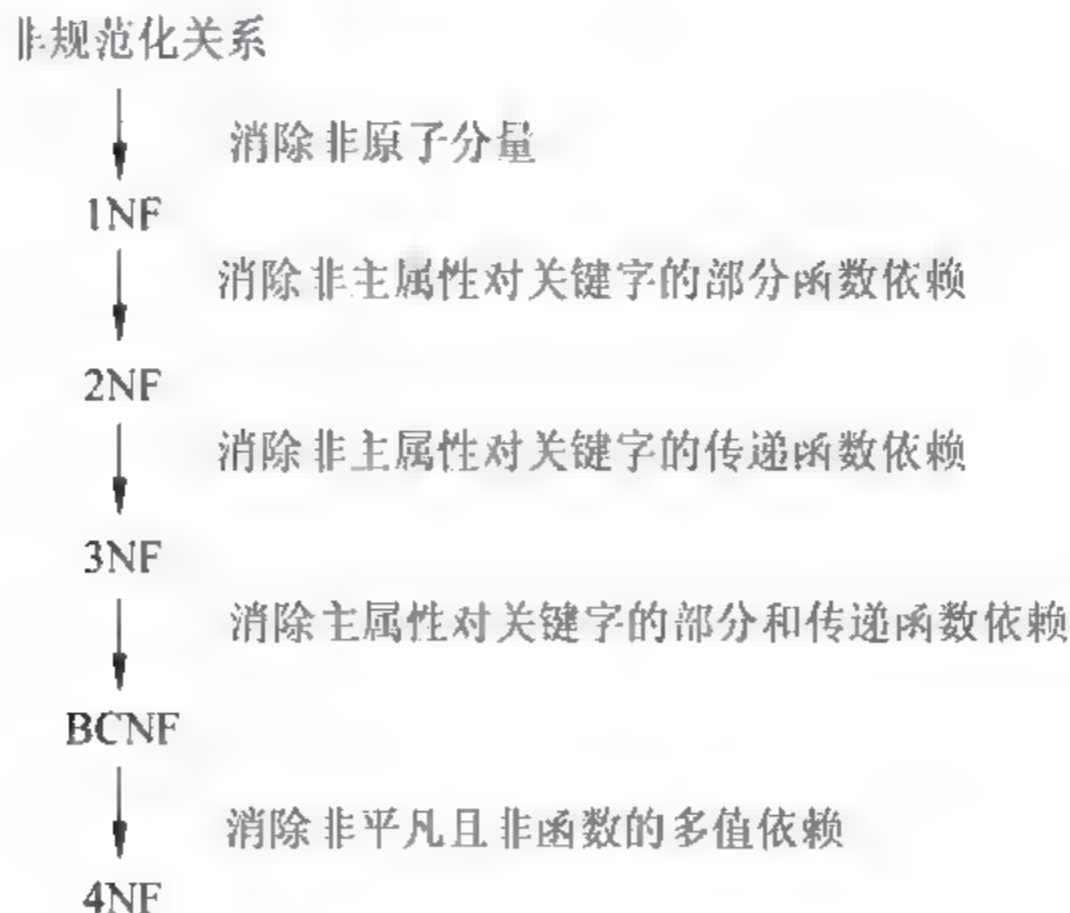 非规范化关系
消除非原子分量
1NF
消除非主属性对关键字的部分函数依赖
2NF
消除非主属性对关键字的传递函数依赖
3NF
消除主属性对关键字的部分和传递函数依赖
BCNF
消除非平凡且非函数的多值依赖
4NF